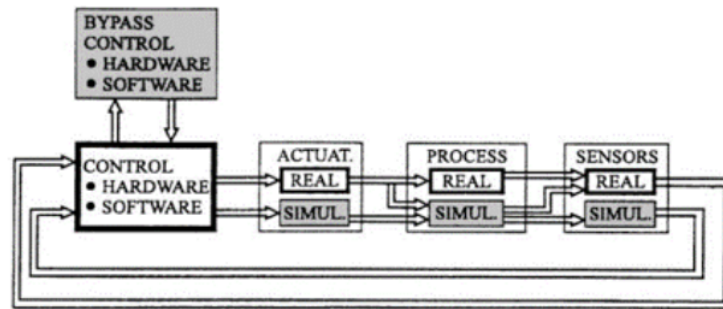 BYPASS
CONTROL
● HARDWARE
● SOFTWARE
CONTROL
● HARDWARE
● SOFTWARE
ACTUAT.
REAL
SIMUL.
PROCESS
REAL
SIMUL.
SENSORS
REAL
SIMUL.